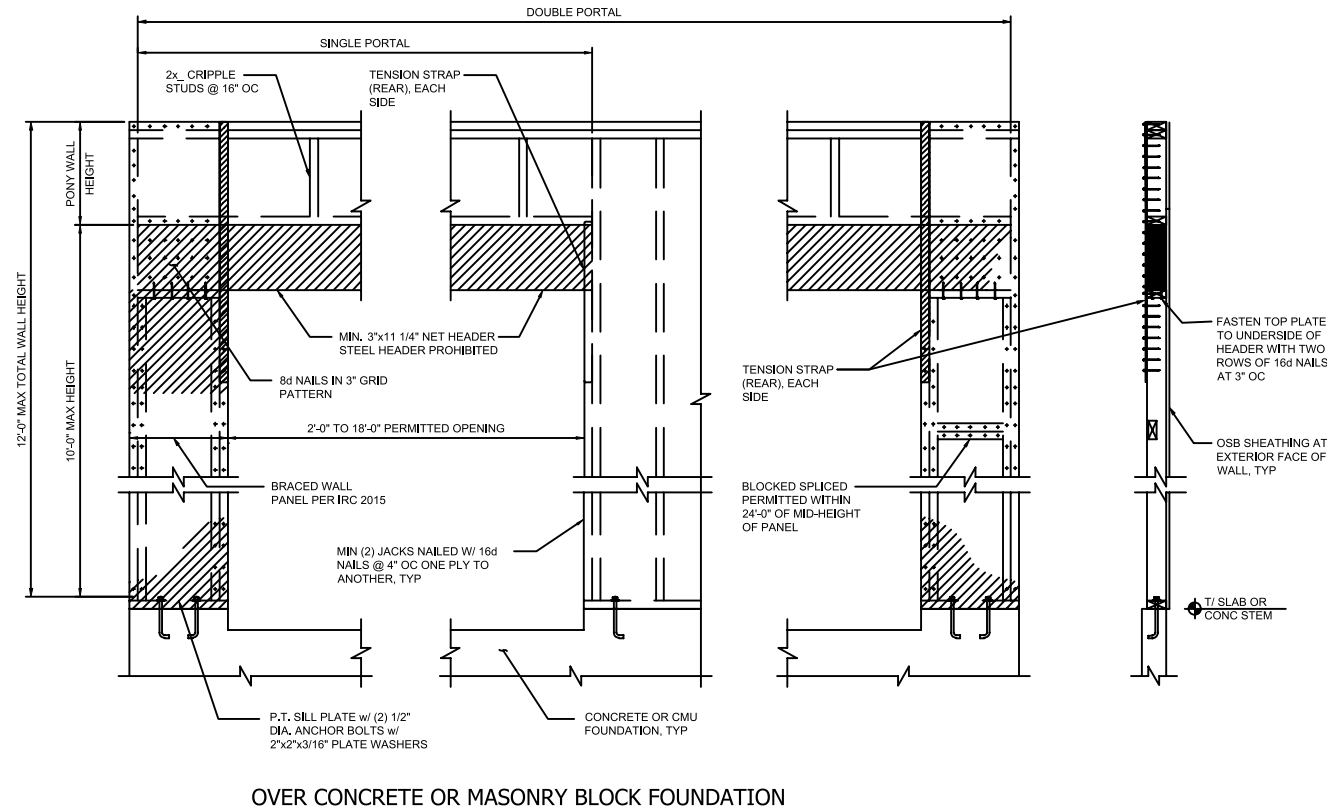 DOUBLE PORTAL
SINGLE PORTAL
2x_ CRIPPLE
STUDS @ 16" OC
TENSION STRAP
(REAR), EACH
SIDE
PONY WALL
HEIGHT
12'-0" MAX TOTAL WALL HEIGHT
10'-0" MAX HEIGHT
MIN. 3"x11 1/4" NET HEADER
STEEL HEADER PROHIBITED
8d NAILS IN 3" GRID
PATTERN
2'-0" TO 18'-0" PERMITTED OPENING
BRACED WALL
PANEL PER IRC 2015
MIN (2) JACKS NAILED W/ 16d
NAILS @ 4" OC ONE PLY TO
ANOTHER, TYP
TENSION STRAP
(REAR), EACH
SIDE
BLOCKED SPLICED
PERMITTED WITHIN
24'-0" OF MID-HEIGHT
OF PANEL
FASTEN TOP PLATE
TO UNDERSIDE OF
HEADER WITH TWO
ROWS OF 16d NAILS
AT 3" OC
OSB SHEATHING AT
EXTERIOR FACE OF
WALL, TYP
T/ SLAB OR
CONC STEM
P.T. SILL PLATE w/ (2) 1/2"
DIA. ANCHOR BOLTS w/
2"x2"x3/16" PLATE WASHERS
CONCRETE OR CMU
FOUNDATION, TYP
OVER CONCRETE OR MASONRY BLOCK FOUNDATION